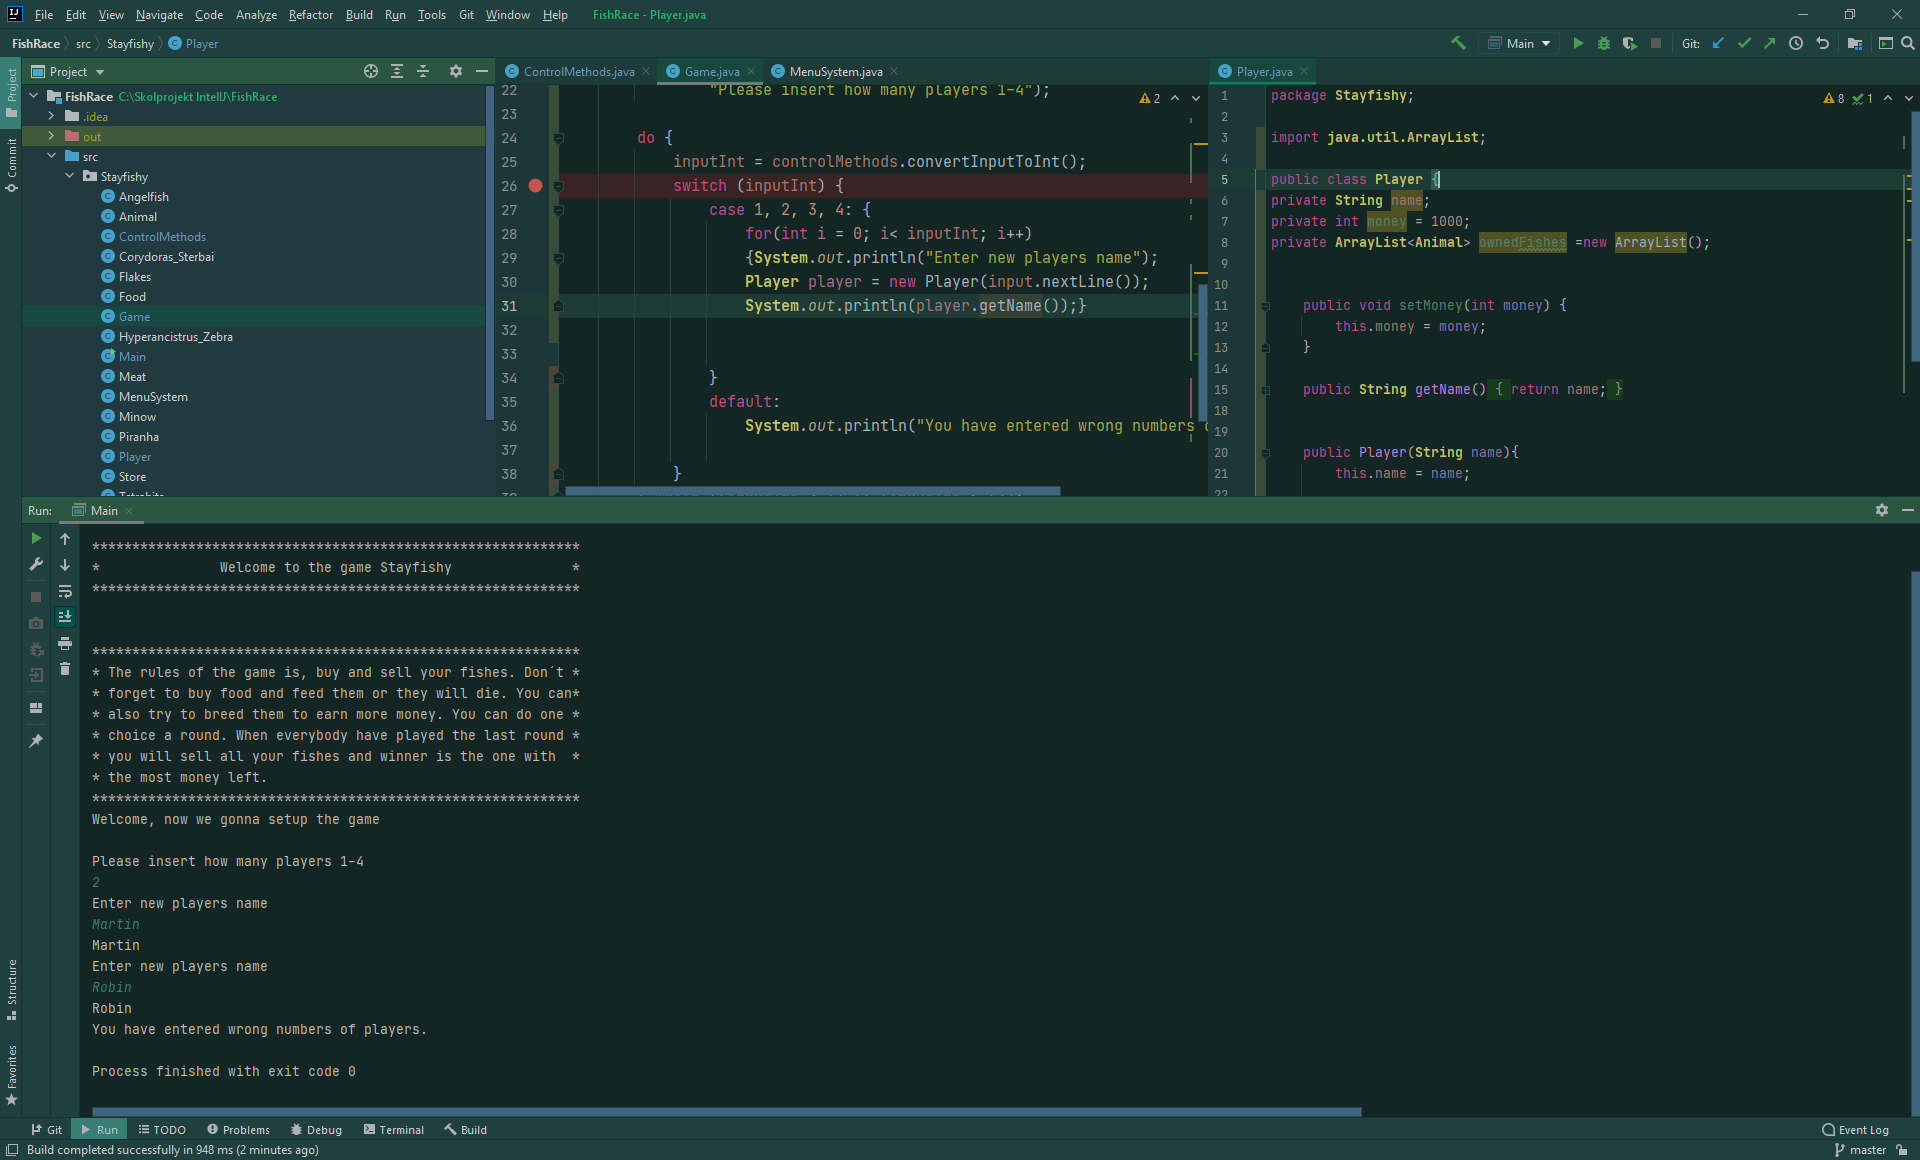 File Edit View Navigate Code Analyze Refactor Build Run Tools Git Window Help FishRace - Player.java
FishRace src Stayfishy Player
Main Git:
Project
ControlMethods.java Game.java MenuSystem.java Player.java
Project
Commit
Structure
Favorites
FishRace C:\Skolprojekt IntellJ\FishRace
.idea
out
src
Stayfishy
Angelfish
Animal
ControlMethods
Corydoras_Sterbai
Flakes
Food
Game
Hyperancistrus_Zebra
Main
Meat
MenuSystem
Minow
Piranha
Player
Store
22 "Please insert how many players 1-4");
23
24 do {
25 inputInt = controlMethods.convertInputToInt();
26 switch (inputInt) {
27 case 1, 2, 3, 4: {
28 for(int i = 0; i< inputInt; i++)
29 {System.out.println("Enter new players name");
30 Player player = new Player(input.nextLine());
31 System.out.println(player.getName());}
32
33
34 }
35 default:
36 System.out.println("You have entered wrong numbers
37
38 }
2
8 1
1 package Stayfishy;
2
3 import java.util.ArrayList;
4
5 public class Player {
6 private String name;
7 private int money = 1000;
8 private ArrayList<Animal> ownedFishes =new ArrayList();
9
10
11 public void setMoney(int money) {
12 this.money = money;
13 }
14
15 public String getName() { return name; }
18
19
20 public Player(String name){
21 this.name = name;
22
Run: Main
*************************************************************
* Welcome to the game Stayfishy *
*************************************************************
*************************************************************
* The rules of the game is, buy and sell your fishes. Don´t *
* forget to buy food and feed them or they will die. You can*
* also try to breed them to earn more money. You can do one *
* choice a round. When everybody have played the last round *
* you will sell all your fishes and winner is the one with *
* the most money left.
*************************************************************
Welcome, now we gonna setup the game
Please insert how many players 1-4
2
Enter new players name
Martin
Martin
Enter new players name
Robin
Robin
You have entered wrong numbers of players.
Process finished with exit code 0
Git Run TODO Problems Debug Terminal Build Event Log
Build completed successfully in 948 ms (2 minutes ago) master